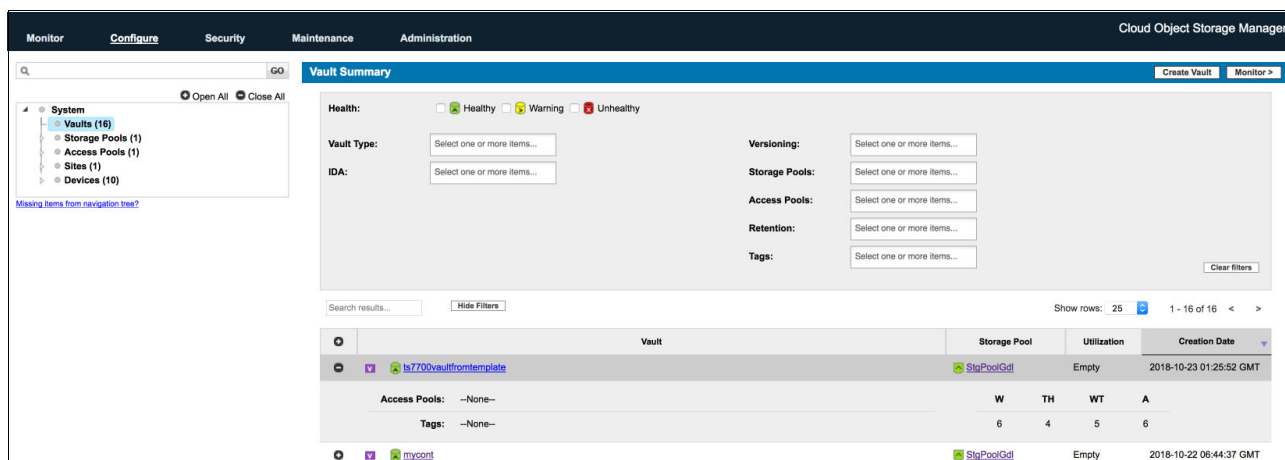 Cloud Object Storage Manager
Monitor Configure Security Maintenance Administration
GO
Vault Summary
Create Vault Monitor >
Open All Close All
System
Vaults (16)
Storage Pools (1)
Access Pools (1)
Sites (1)
Devices (10)
Missing items from navigation tree?
Health: Healthy Warning Unhealthy
Vault Type: Select one or more items... Versioning: Select one or more items...
IDA: Select one or more items... Storage Pools: Select one or more items...
Access Pools: Select one or more items...
Retention: Select one or more items...
Tags: Select one or more items...
Clear filters
Search results... Hide Filters Show rows: 25 1 - 16 of 16 < >
Vault Storage Pool Utilization Creation Date
V ts7700vaultfromtemplate StgPoolGdl Empty 2018-10-23 01:25:52 GMT
Access Pools: --None-- W TH WT A
Tags: --None-- 6 4 5 6
V mycont StgPoolGdl Empty 2018-10-22 06:44:37 GMT